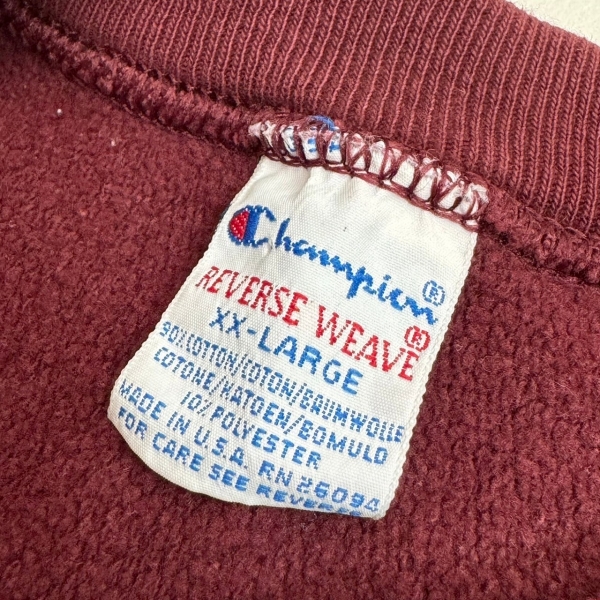 Champion®
REVERSE WEAVE®
XX-LARGE
90%COTTON/COTON/BAUMWOLLE
COTONE/KATOEN/BOMULD
10% POLYESTER
MADE IN U.S.A. RN 26094
FOR CARE SEE REVERSE